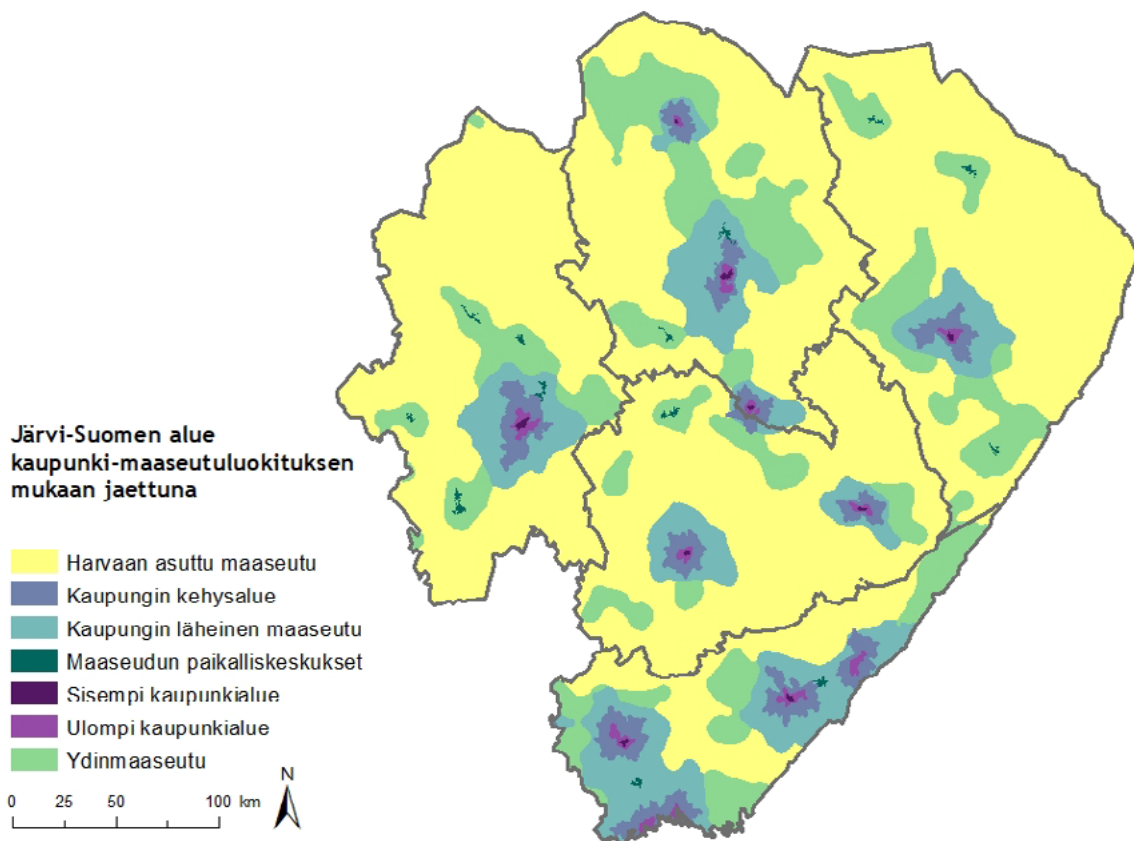 Järvi-Suomen alue
kaupunki-maaseutuluokituksen
mukaan jaettuna
Harvaan asuttu maaseutu
Kaupungin kehysalue
Kaupungin läheinen maaseutu
Maaseudun paikalliskeskukset
Sisempi kaupunkialue
Ulompi kaupunkialue
Ydinmaaseutu
N
0 25 50 100 km